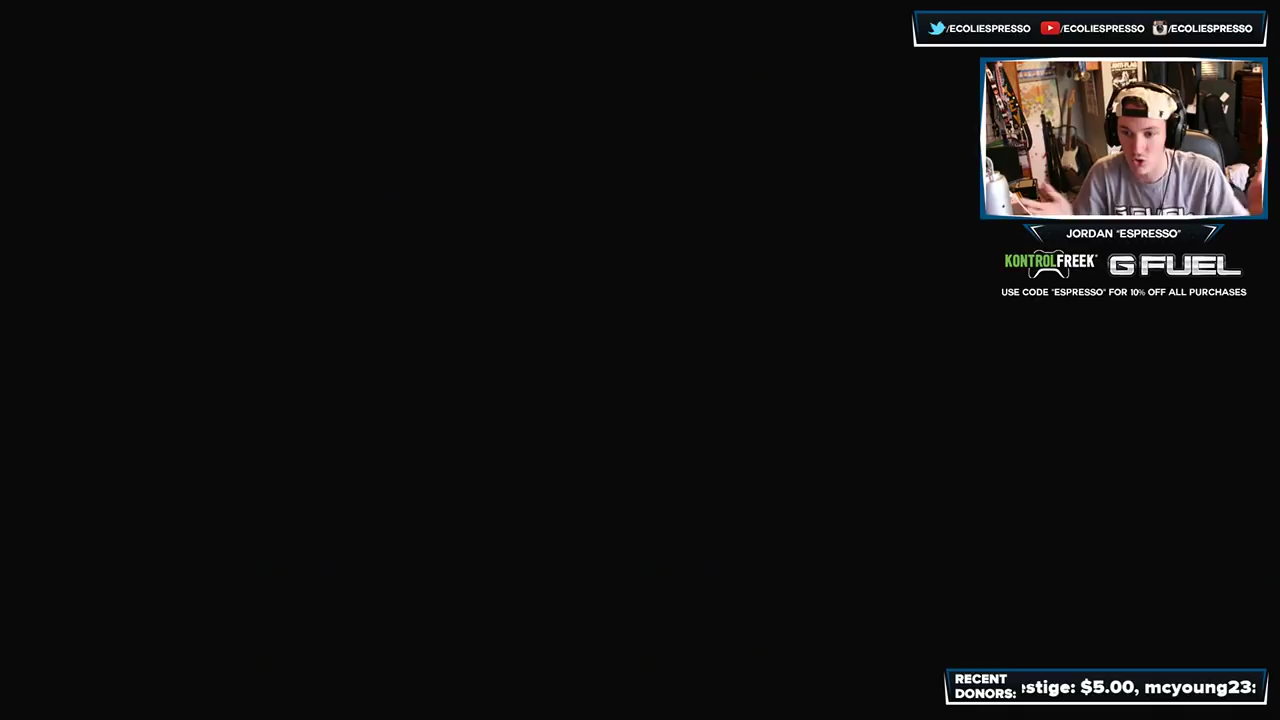 /ECOLIESPRESSO /ECOLIESPRESSO /ECOLIESPRESSO
JORDAN "ESPRESSO"
KONTROLFREEK® G FUEL
USE CODE "ESPRESSO" FOR 10% OFF ALL PURCHASES
RECENT
DONORS:
stige: $5.00, mcyoung23: